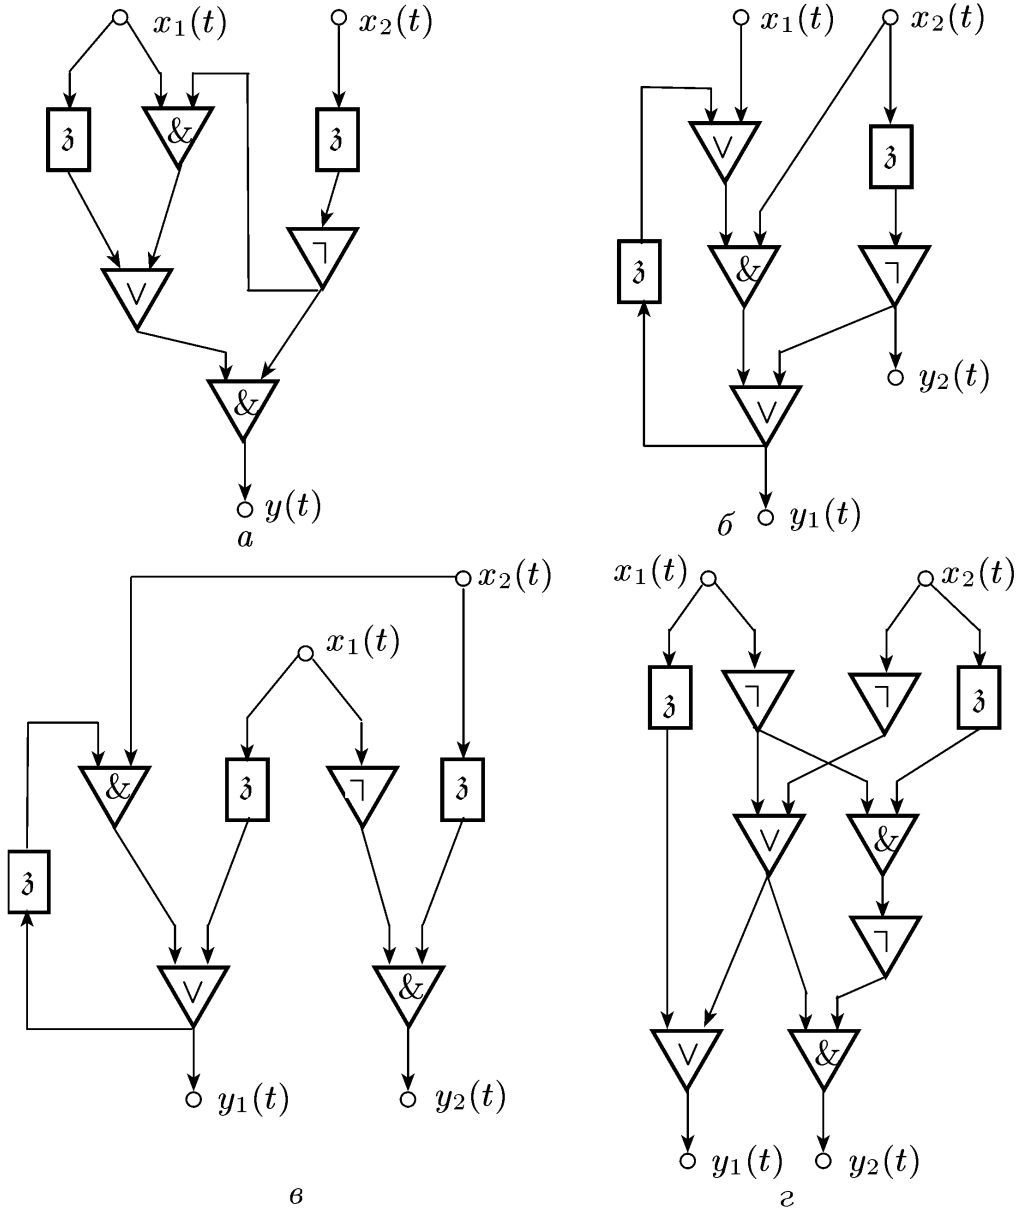 x₁(t) x₂(t)
з & з
¬
∨
&
y(t)
а
x₁(t) x₂(t)
∨ з
з & ¬
y₂(t)
∨
y₁(t)
б
x₂(t)
x₁(t)
& з ¬ з
з
∨ &
y₁(t) y₂(t)
в
x₁(t) x₂(t)
з ¬ ¬ з
∨ &
¬
∨ &
y₁(t) y₂(t)
г